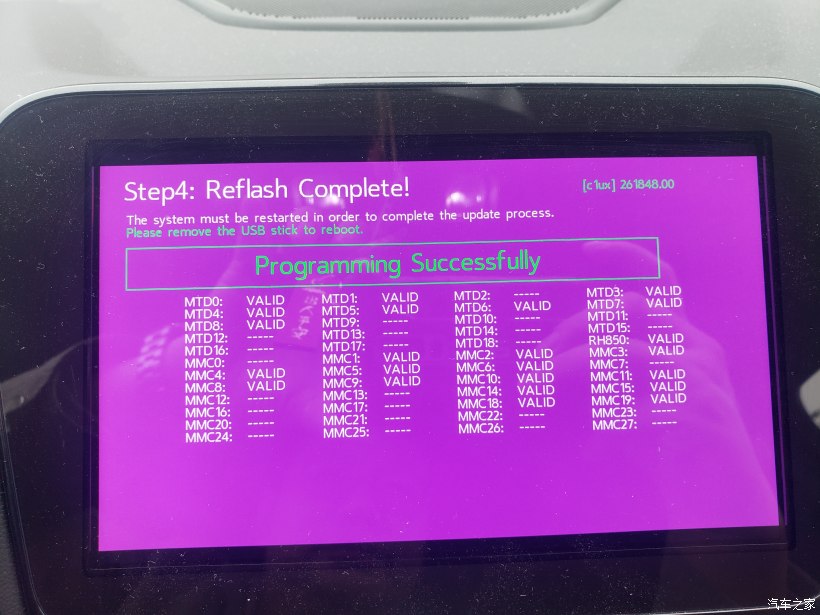 Step4: Reflash Complete!
[c1ux] 261848.00
The system must be restarted in order to complete the update process.
Please remove the USB stick to reboot.
Programming Successfully
MTD0: VALID MTD1: VALID MTD2: ----- MTD3: VALID
MTD4: VALID MTD5: VALID MTD6: VALID MTD7: VALID
MTD8: VALID MTD9: ----- MTD10: ----- MTD11: -----
MTD12: ----- MTD13: ----- MTD14: ----- MTD15: -----
MTD16: ----- MTD17: ----- MTD18: ----- RH850: VALID
MMC0: ----- MMC1: VALID MMC2: VALID MMC3: VALID
MMC4: VALID MMC5: VALID MMC6: VALID MMC7: -----
MMC8: VALID MMC9: VALID MMC10: VALID MMC11: VALID
MMC12: ----- MMC13: ----- MMC14: VALID MMC15: VALID
MMC16: ----- MMC17: ----- MMC18: VALID MMC19: VALID
MMC20: ----- MMC21: ----- MMC22: ----- MMC23: -----
MMC24: ----- MMC25: ----- MMC26: ----- MMC27: -----
汽车之家